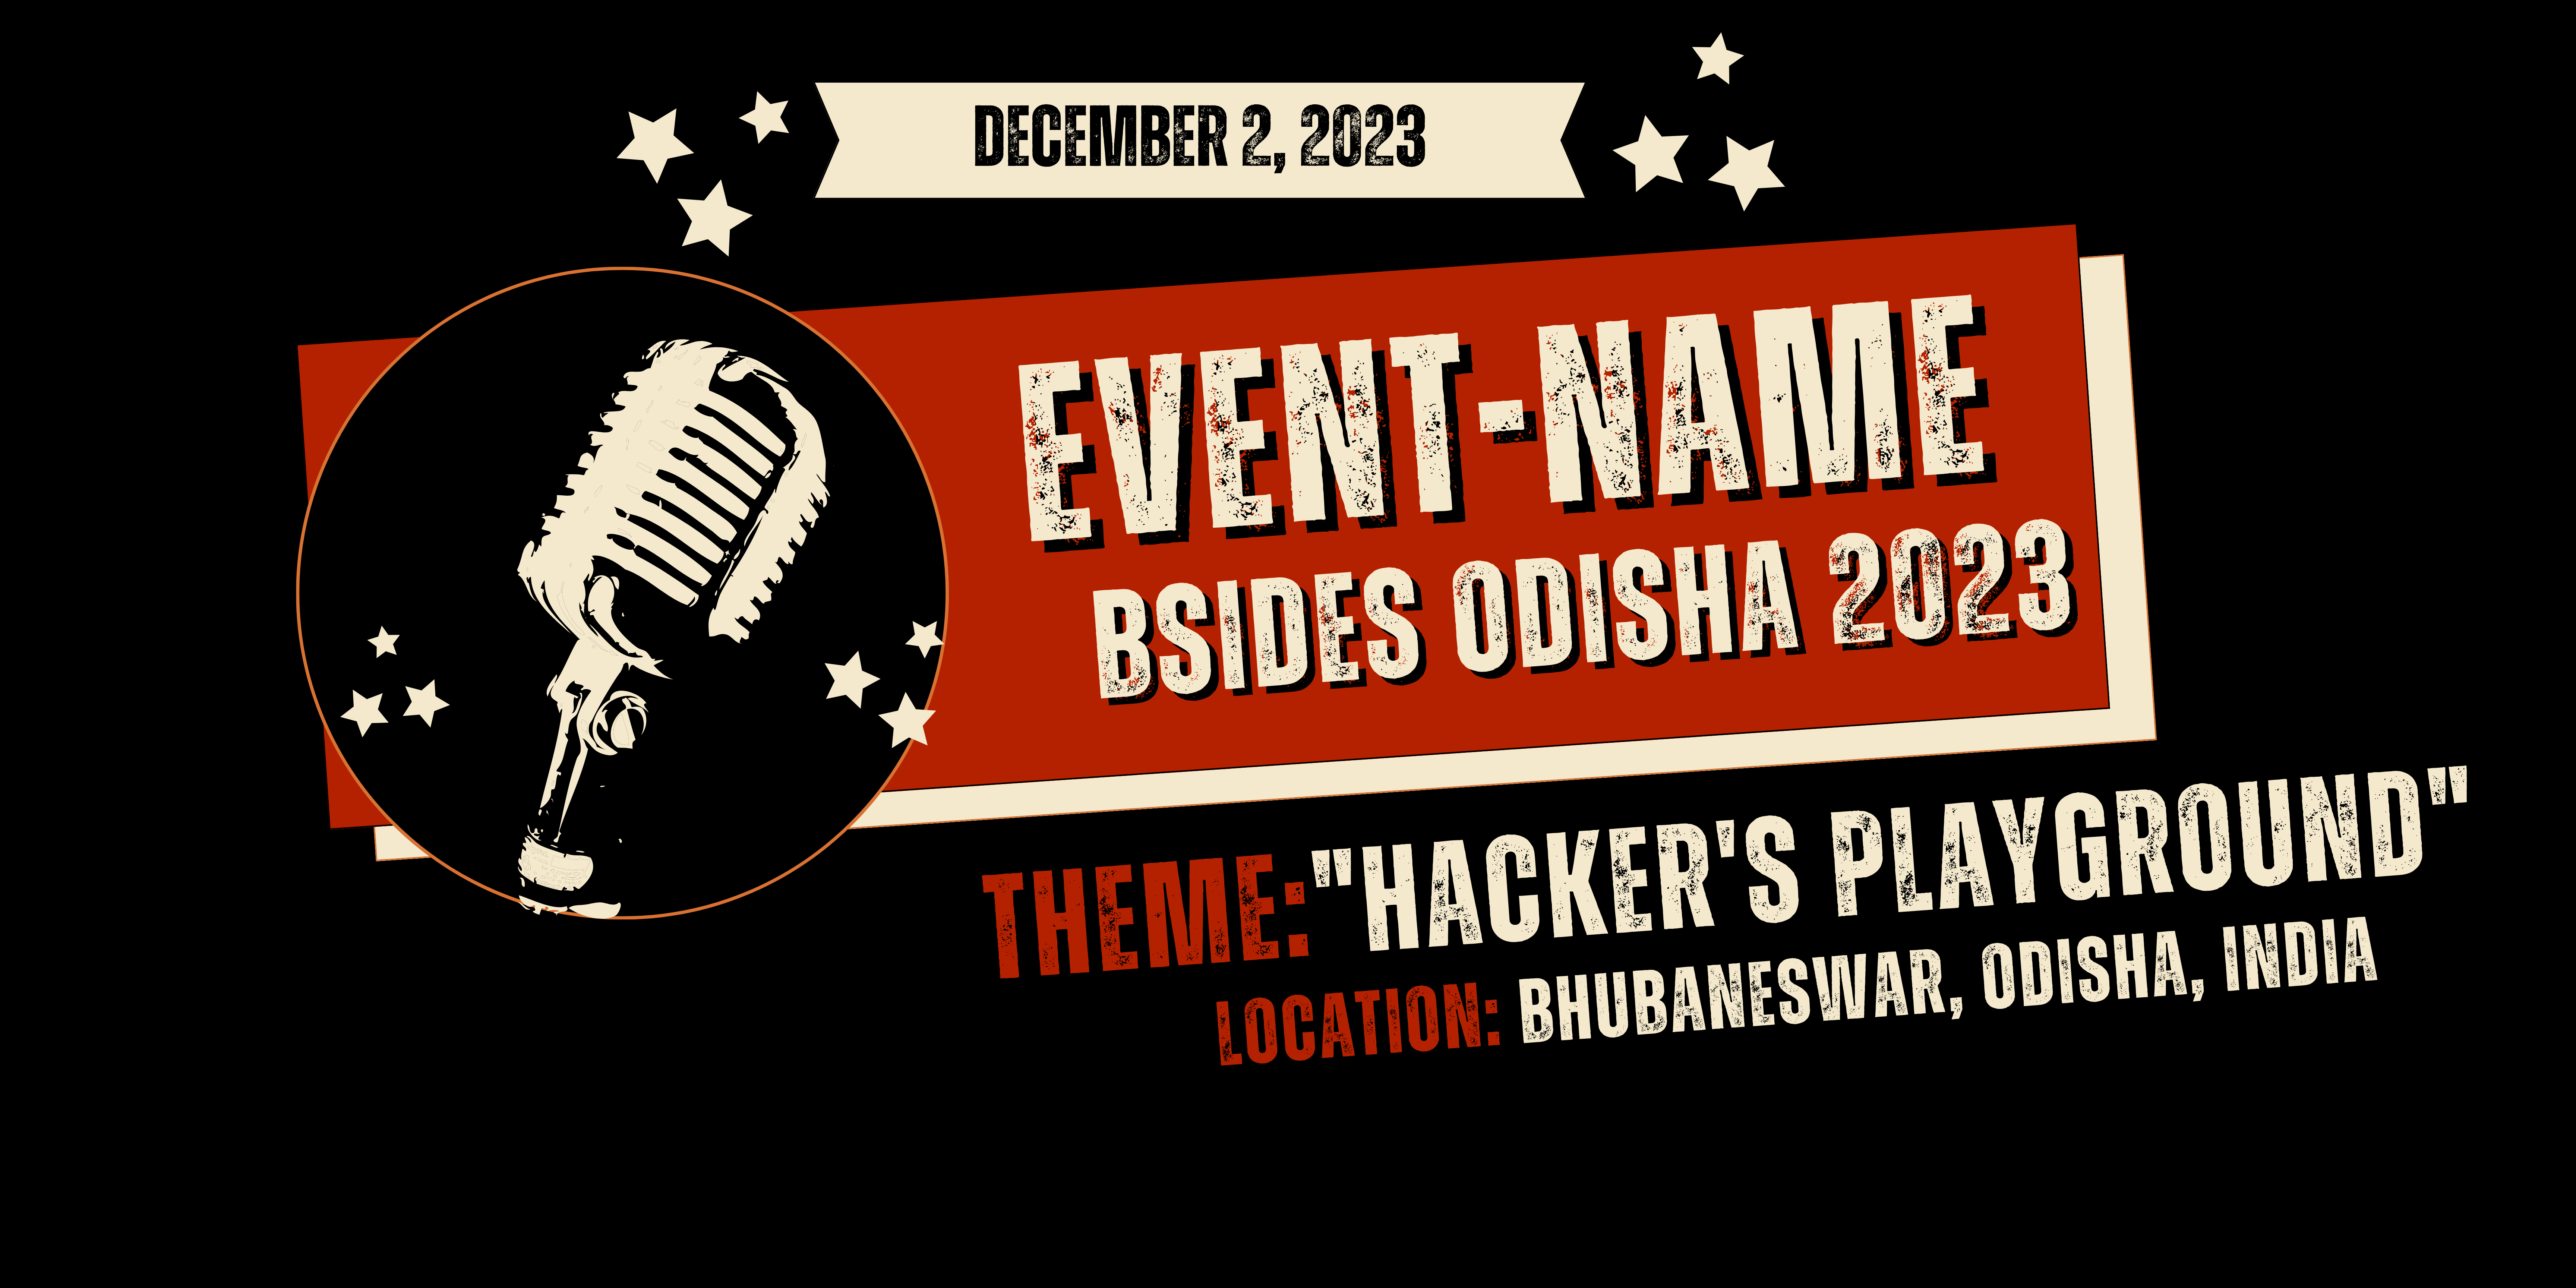 DECEMBER 2, 2023
EVENT-NAME
BSIDES ODISHA 2023
THEME:"HACKER'S PLAYGROUND"
LOCATION: BHUBANESWAR, ODISHA, INDIA